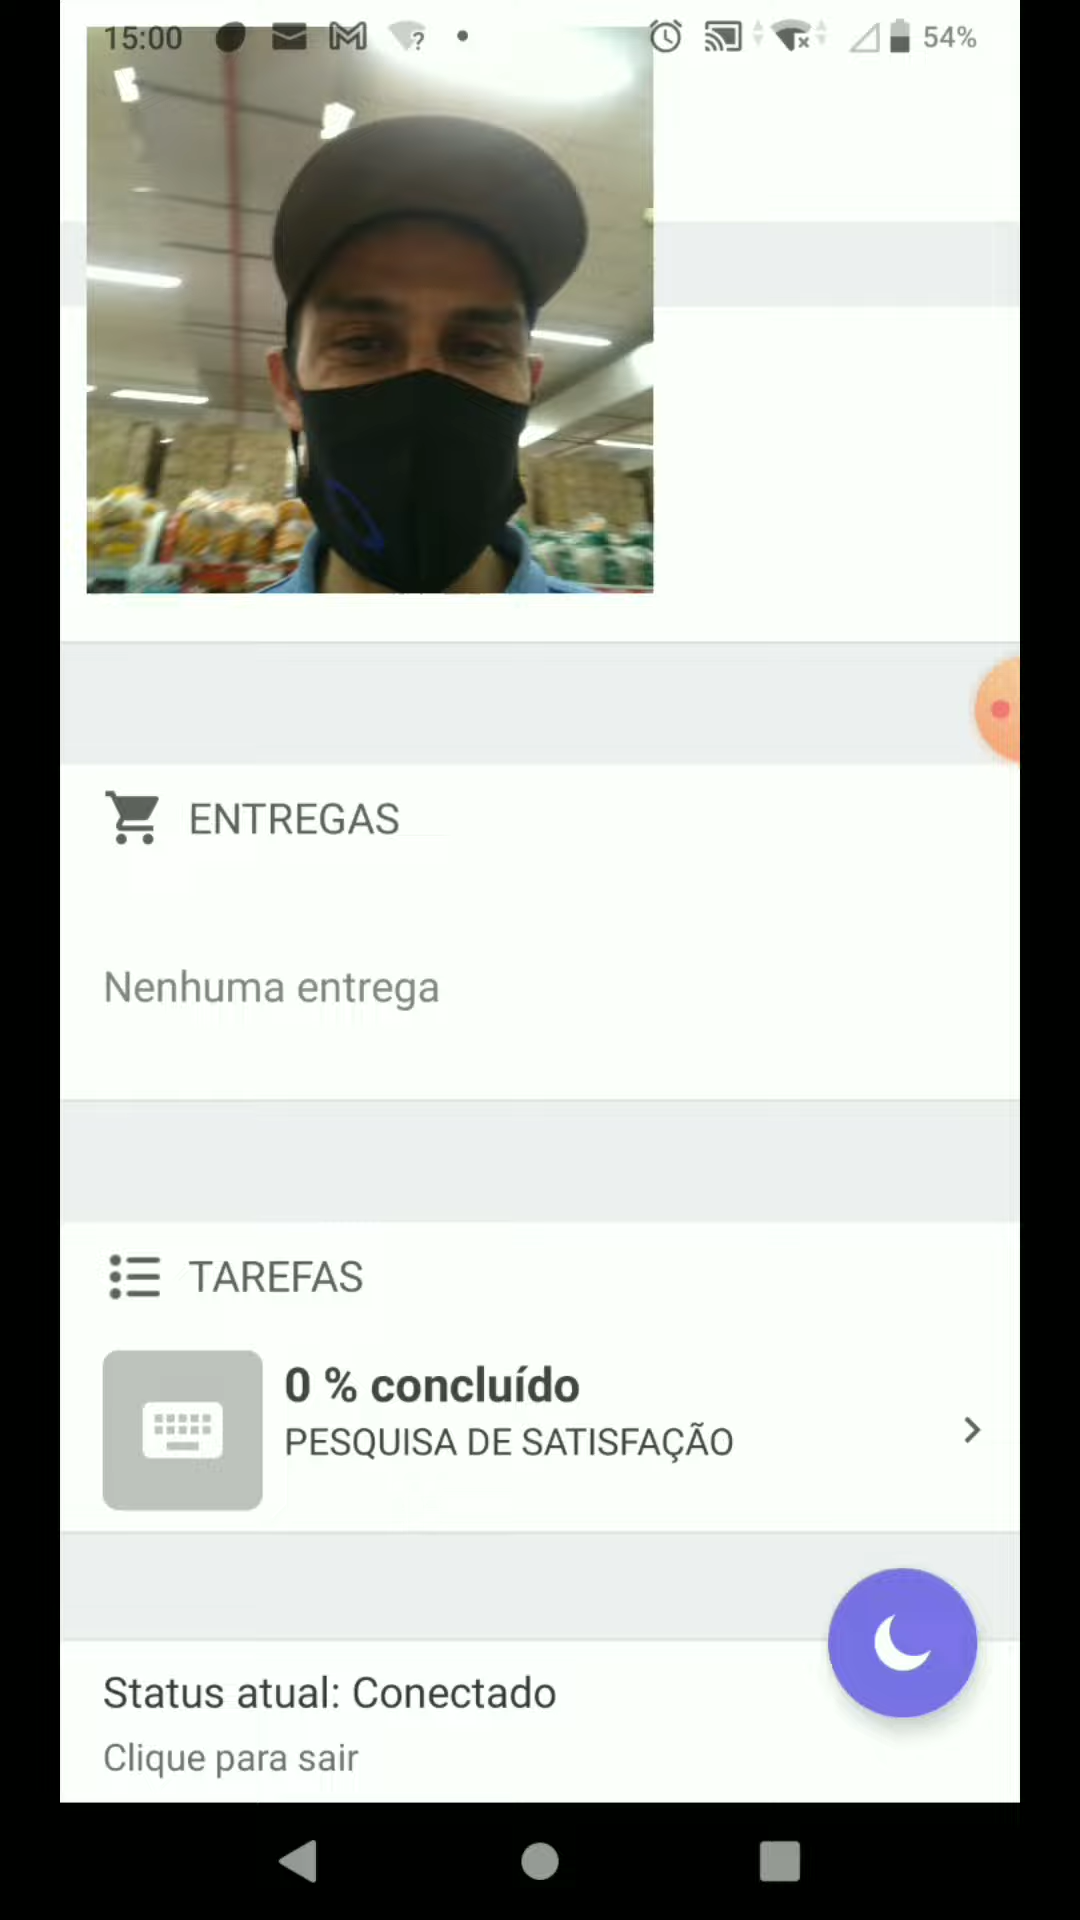 15:00
54%
ENTREGAS
Nenhuma entrega
TAREFAS
0 % concluído
PESQUISA DE SATISFAÇÃO
Status atual: Conectado
Clique para sair